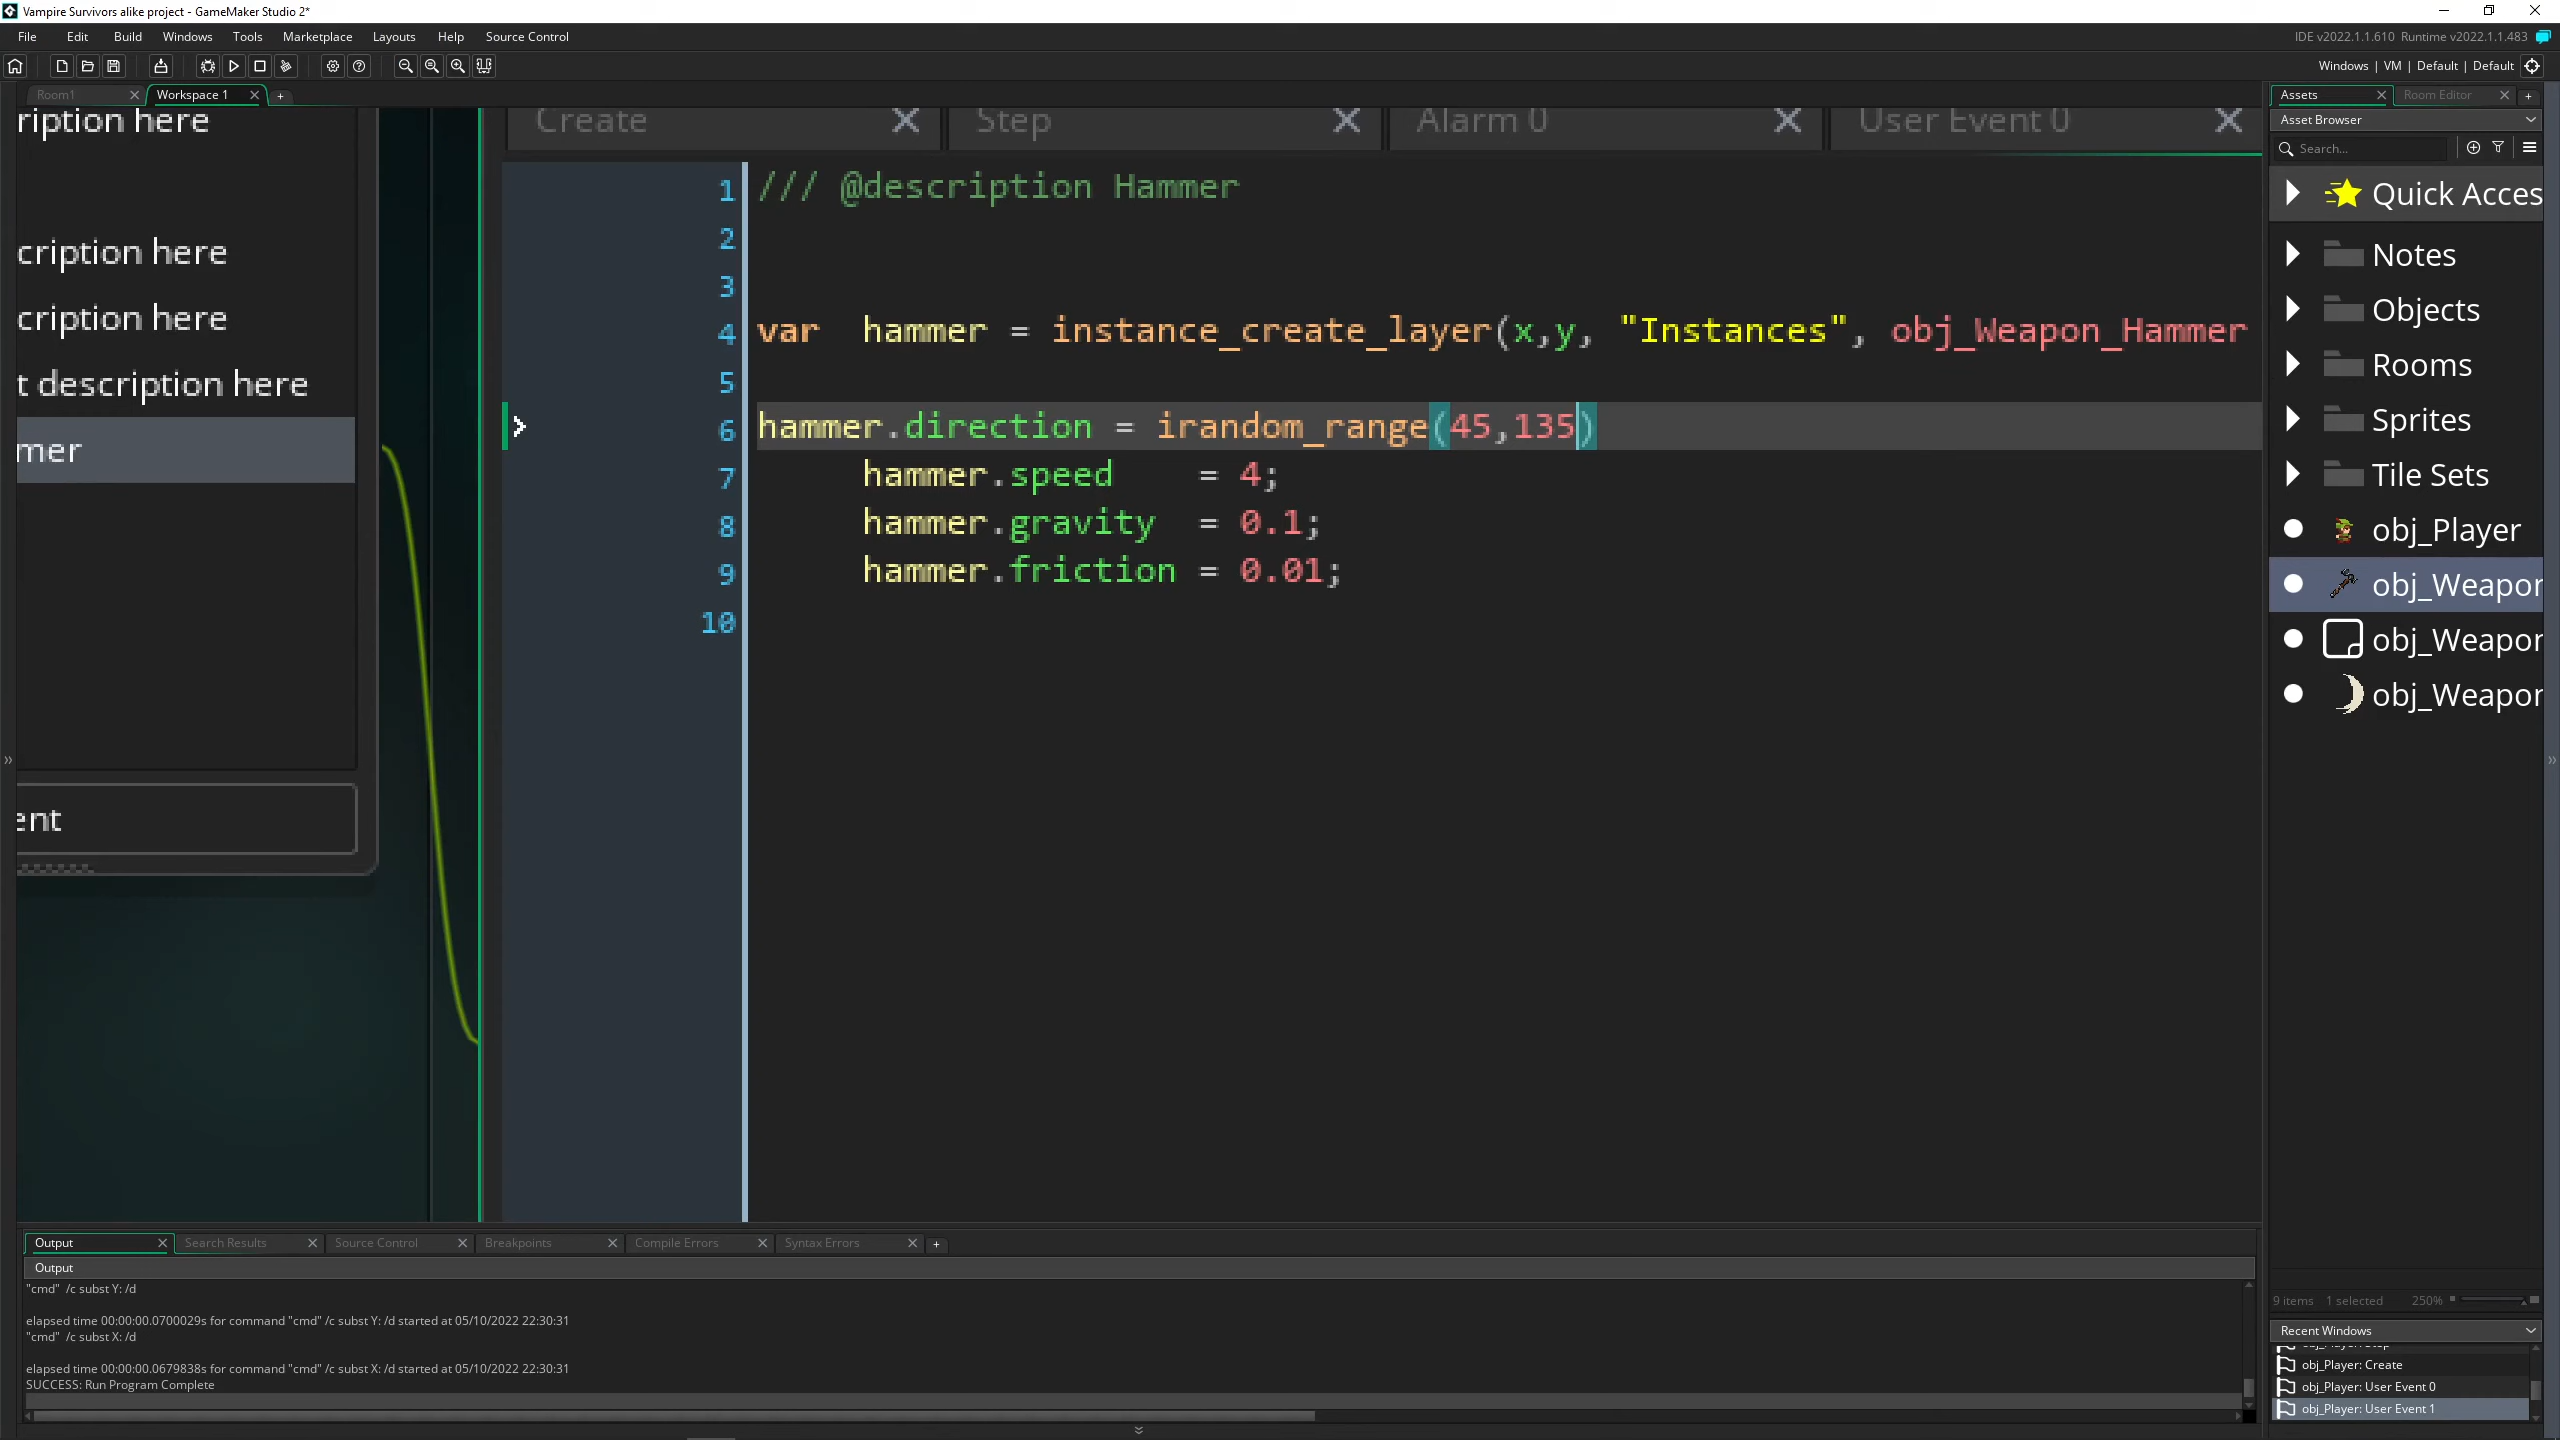 Vampire Survivors alike project - GameMaker Studio 2*
File Edit Build Windows Tools Marketplace Layouts Help Source Control
IDE v2022.1.1.610 Runtime v2022.1.1.483
Windows | VM | Default | Default
Room1 Workspace 1
Assets Room Editor
Asset Browser
Search...
Quick Acces
Notes
Objects
Rooms
Sprites
Tile Sets
obj_Player
obj_Weapon
obj_Weapon
obj_Weapon
ription here
cription here
cription here
t description here
mer
ent
Create Step Alarm 0 User Event 0
1 /// @description Hammer
2
3
4 var hammer = instance_create_layer(x,y, "Instances", obj_Weapon_Hammer
5
6 hammer.direction = irandom_range(45,135)
7 hammer.speed = 4;
8 hammer.gravity = 0.1;
9 hammer.friction = 0.01;
10
Output Search Results Source Control Breakpoints Compile Errors Syntax Errors
Output
"cmd" /c subst Y: /d
elapsed time 00:00:00.0700029s for command "cmd" /c subst Y: /d started at 05/10/2022 22:30:31
"cmd" /c subst X: /d
elapsed time 00:00:00.0679838s for command "cmd" /c subst X: /d started at 05/10/2022 22:30:31
SUCCESS: Run Program Complete
9 items 1 selected 250%
Recent Windows
obj_Player: Create
obj_Player: User Event 0
obj_Player: User Event 1